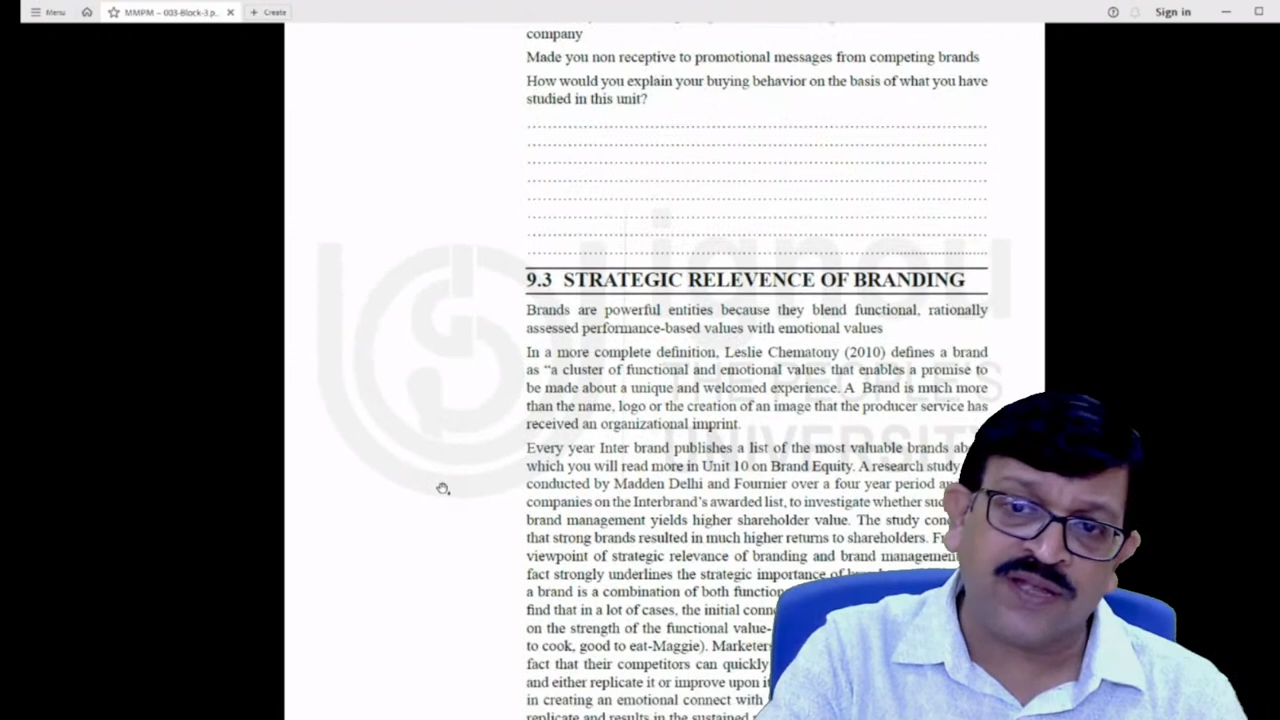 Menu
MMPM – 003-Block-3.p...
Create
Sign in
company
Made you non receptive to promotional messages from competing brands
How would you explain your buying behavior on the basis of what you have
studied in this unit?
9.3 STRATEGIC RELEVENCE OF BRANDING
Brands are powerful entities because they blend functional, rationally
assessed performance-based values with emotional values
In a more complete definition, Leslie Chematony (2010) defines a brand
as “a cluster of functional and emotional values that enables a promise to
be made about a unique and welcomed experience. A Brand is much more
than the name, logo or the creation of an image that the producer service has
received an organizational imprint.
Every year Inter brand publishes a list of the most valuable brands
which you will read more in Unit 10 on Brand Equity. A research study
conducted by Madden Delhi and Fournier over a four year period
companies on the Interbrand’s awarded list, to investigate whether
brand management yields higher shareholder value. The study
that strong brands resulted in much higher returns to shareholders.
viewpoint of strategic relevance of branding and brand management
fact strongly underlines the strategic importance of
a brand is a combination of both
find that in a lot of cases, the initial
on the strength of the functional value-
to cook, good to eat-Maggie).
fact that their competitors can quickly
and either replicate it or improve upon
in creating an emotional connect with
replicate and results in the sustained
ignou
THE PEOPLE'S
UNIVERSITY